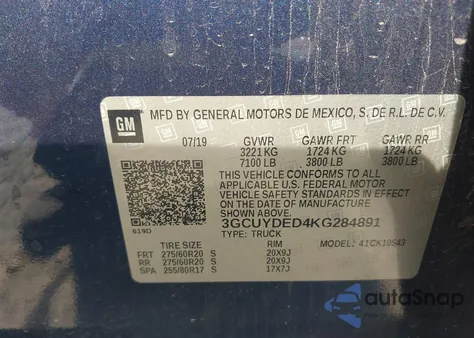 GM
MFD BY GENERAL MOTORS DE MEXICO, S. DE R.L. DE C.V.
07/19 GVWR GAWR FRT GAWR RR
3221 KG 1724 KG 1724 KG
7100 LB 3800 LB 3800 LB
THIS VEHICLE CONFORMS TO ALL
APPLICABLE U.S. FEDERAL MOTOR
VEHICLE SAFETY STANDARDS IN EFFECT
ON THE DATE OF MANUFACTURE
SHOWN ABOVE.
3GCUYDED4KG284891
619D
TYPE: TRUCK
TIRE SIZE RIM MODEL: 41CK10543
FRT 275/60R20 S 20X9J
RR 275/60R20 S 20X9J
SPA 255/80R17 S 17X7J
autoSnap